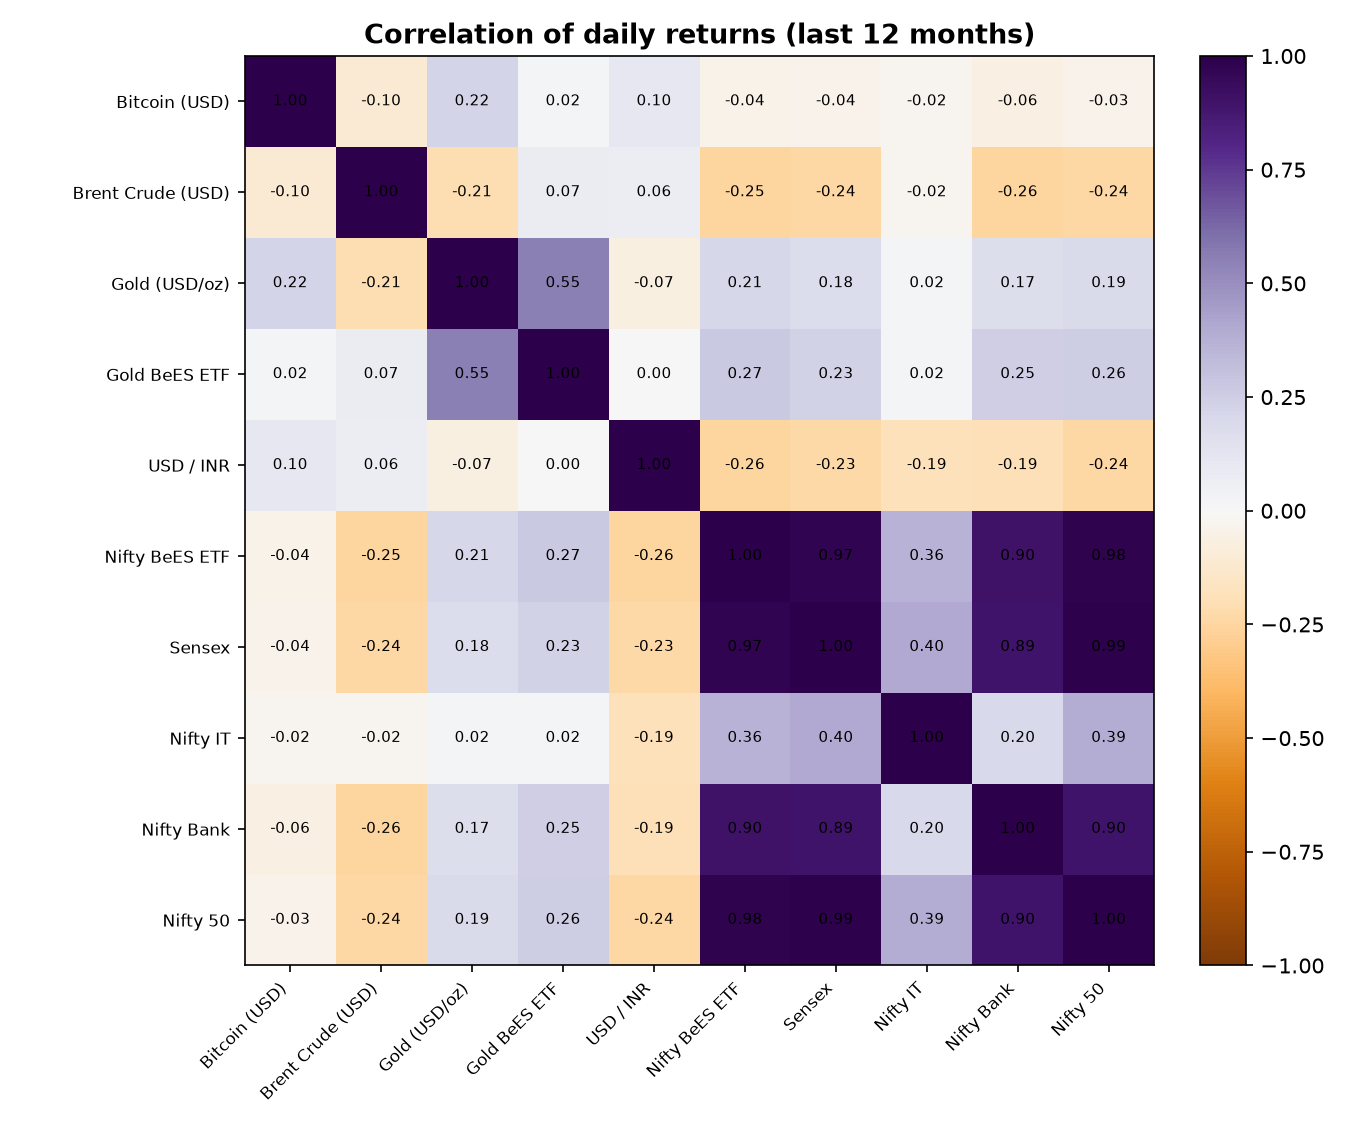 Correlation of daily returns (last 12 months)
Bitcoin (USD) 1.00 -0.10 0.22 0.02 0.10 -0.04 -0.04 -0.02 -0.06 -0.03
Brent Crude (USD) -0.10 1.00 -0.21 0.07 0.06 -0.25 -0.24 -0.02 -0.26 -0.24
Gold (USD/oz) 0.22 -0.21 1.00 0.55 -0.07 0.21 0.18 0.02 0.17 0.19
Gold BeES ETF 0.02 0.07 0.55 1.00 0.00 0.27 0.23 0.02 0.25 0.26
USD / INR 0.10 0.06 -0.07 0.00 1.00 -0.26 -0.23 -0.19 -0.19 -0.24
Nifty BeES ETF -0.04 -0.25 0.21 0.27 -0.26 1.00 0.97 0.36 0.90 0.98
Sensex -0.04 -0.24 0.18 0.23 -0.23 0.97 1.00 0.40 0.89 0.99
Nifty IT -0.02 -0.02 0.02 0.02 -0.19 0.36 0.40 1.00 0.20 0.39
Nifty Bank -0.06 -0.26 0.17 0.25 -0.19 0.90 0.89 0.20 1.00 0.90
Nifty 50 -0.03 -0.24 0.19 0.26 -0.24 0.98 0.99 0.39 0.90 1.00
Bitcoin (USD)
Brent Crude (USD)
Gold (USD/oz)
Gold BeES ETF
USD / INR
Nifty BeES ETF
Sensex
Nifty IT
Nifty Bank
Nifty 50
1.00
0.75
0.50
0.25
0.00
−0.25
−0.50
−0.75
−1.00